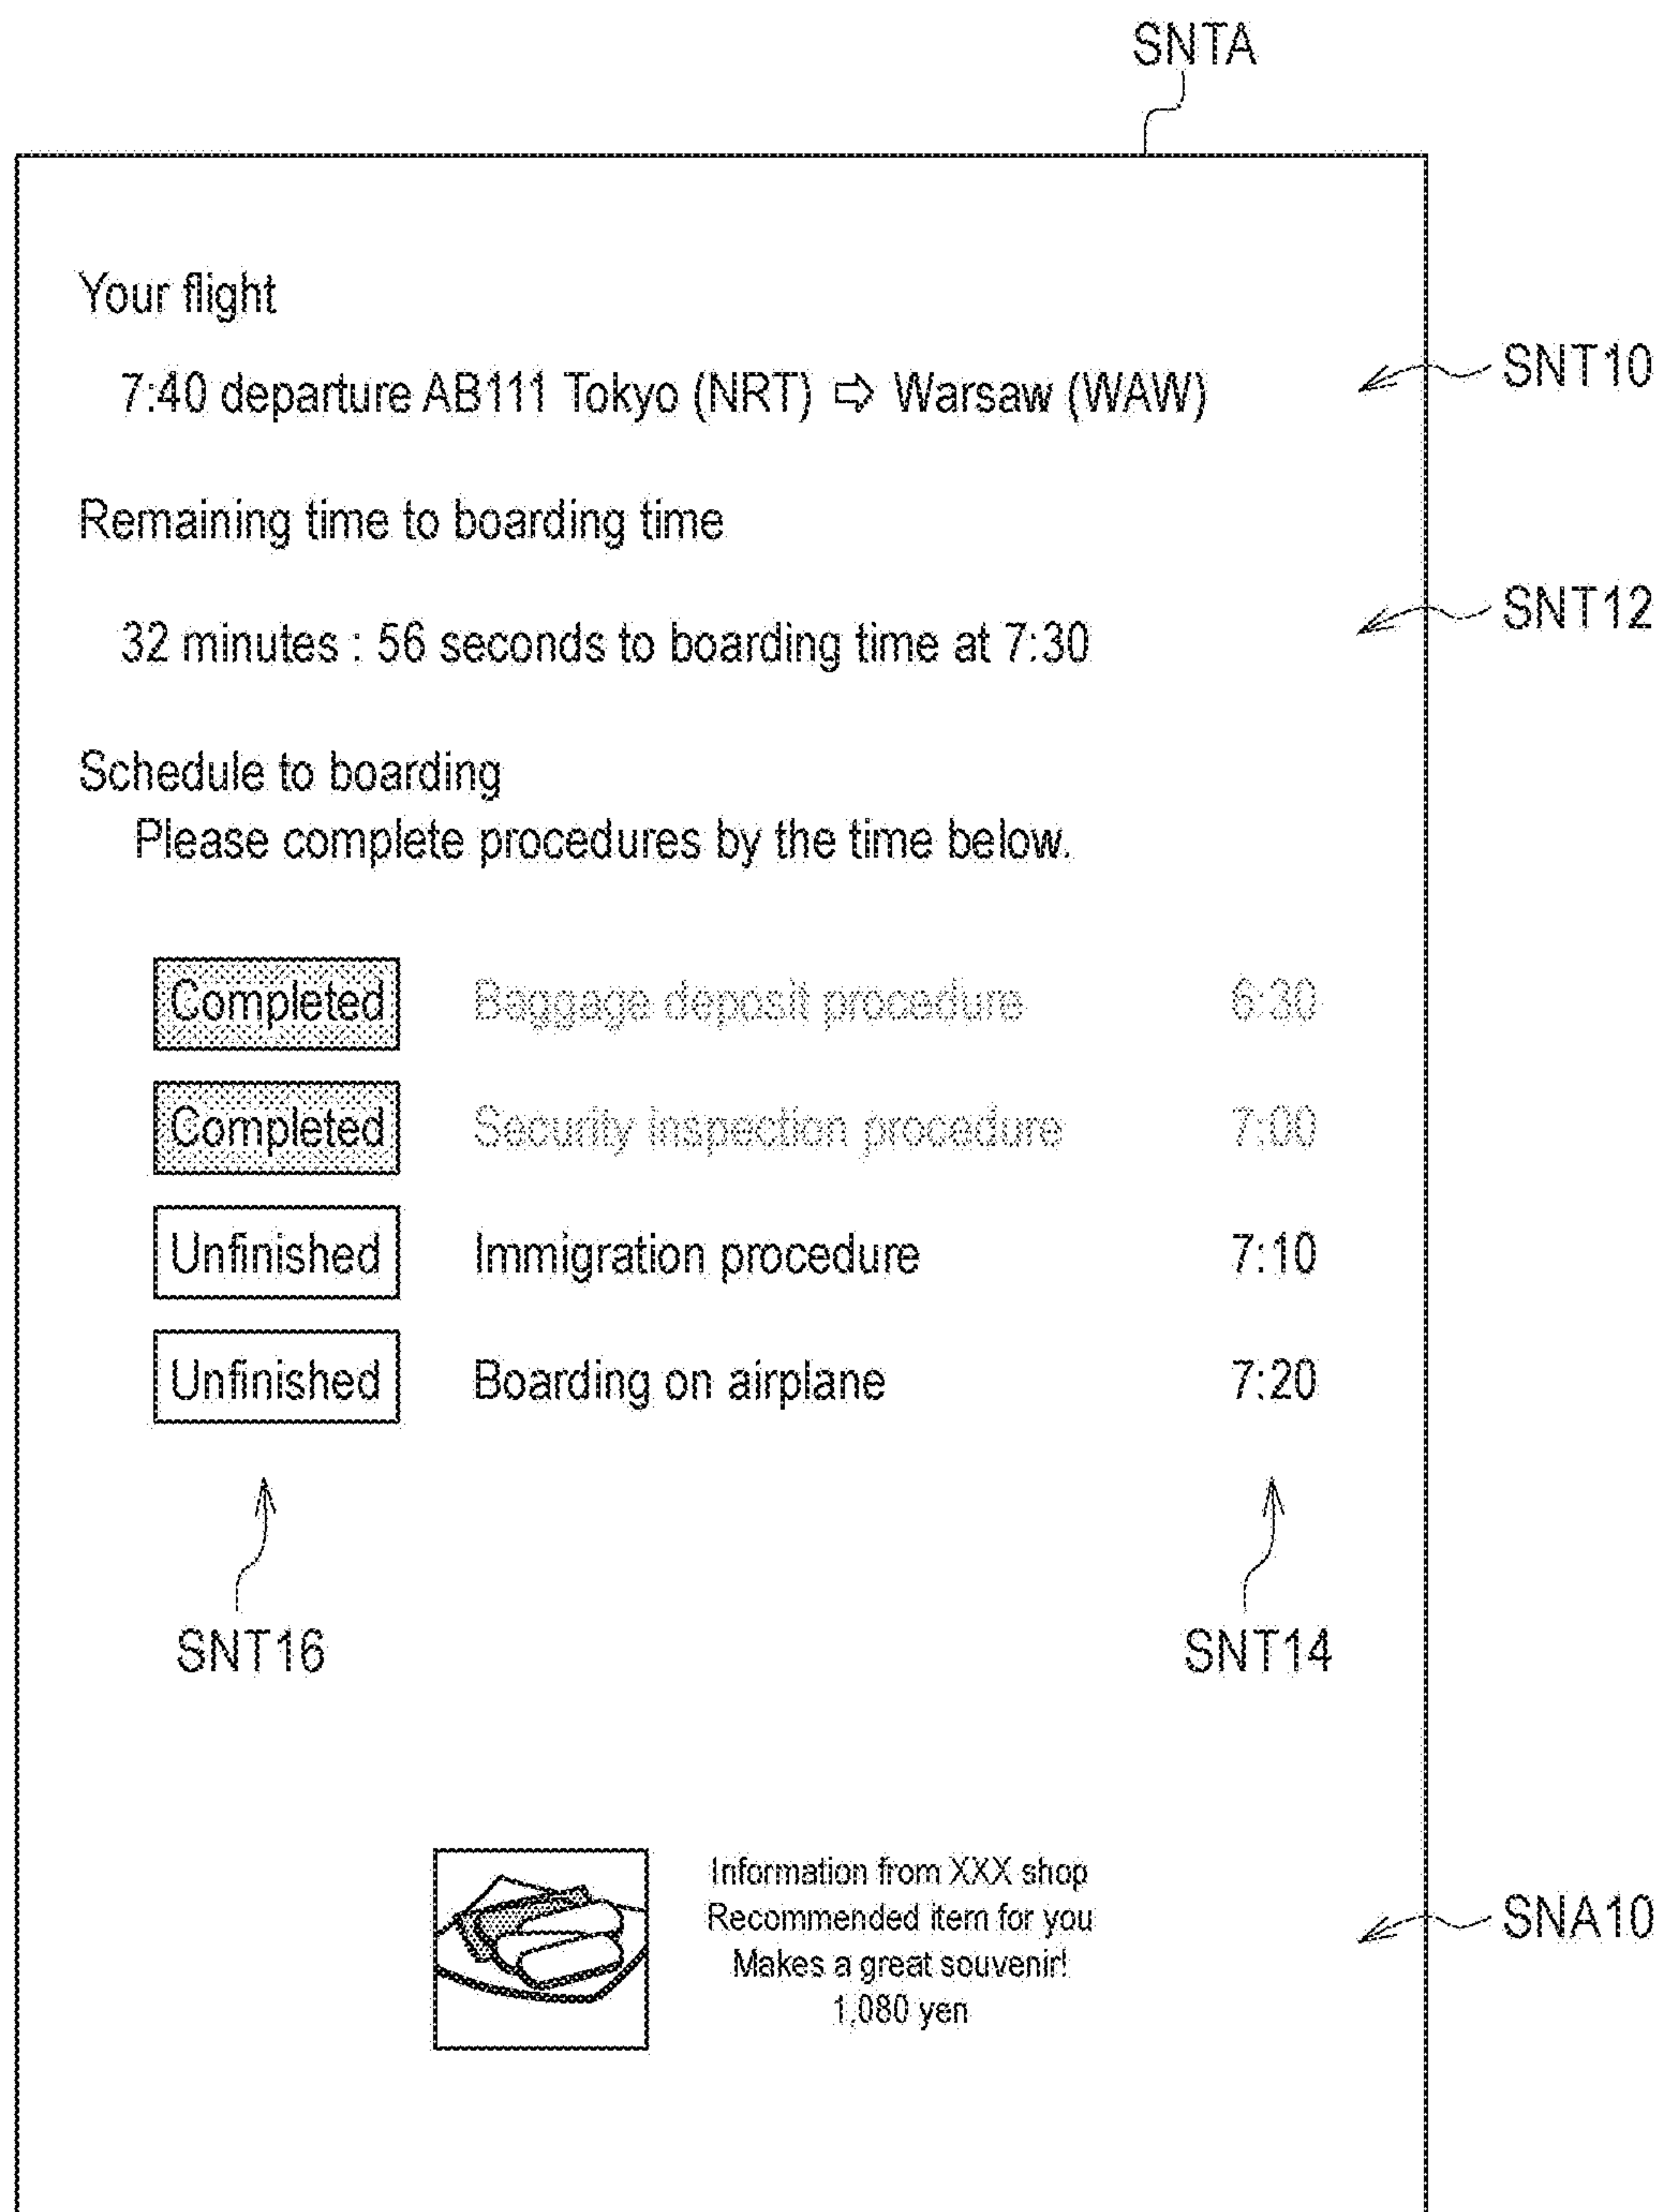 SNTA
Your flight
7:40 departure AB111 Tokyo (NRT) ⇨ Warsaw (WAW)
SNT10
Remaining time to boarding time
32 minutes : 56 seconds to boarding time at 7:30
SNT12
Schedule to boarding
Please complete procedures by the time below.
Completed Baggage deposit procedure 6:30
Completed Security inspection procedure 7:00
Unfinished Immigration procedure 7:10
Unfinished Boarding on airplane 7:20
SNT16 SNT14
Information from XXX shop
Recommended item for you
Makes a great souvenir!
1,080 yen
SNA10